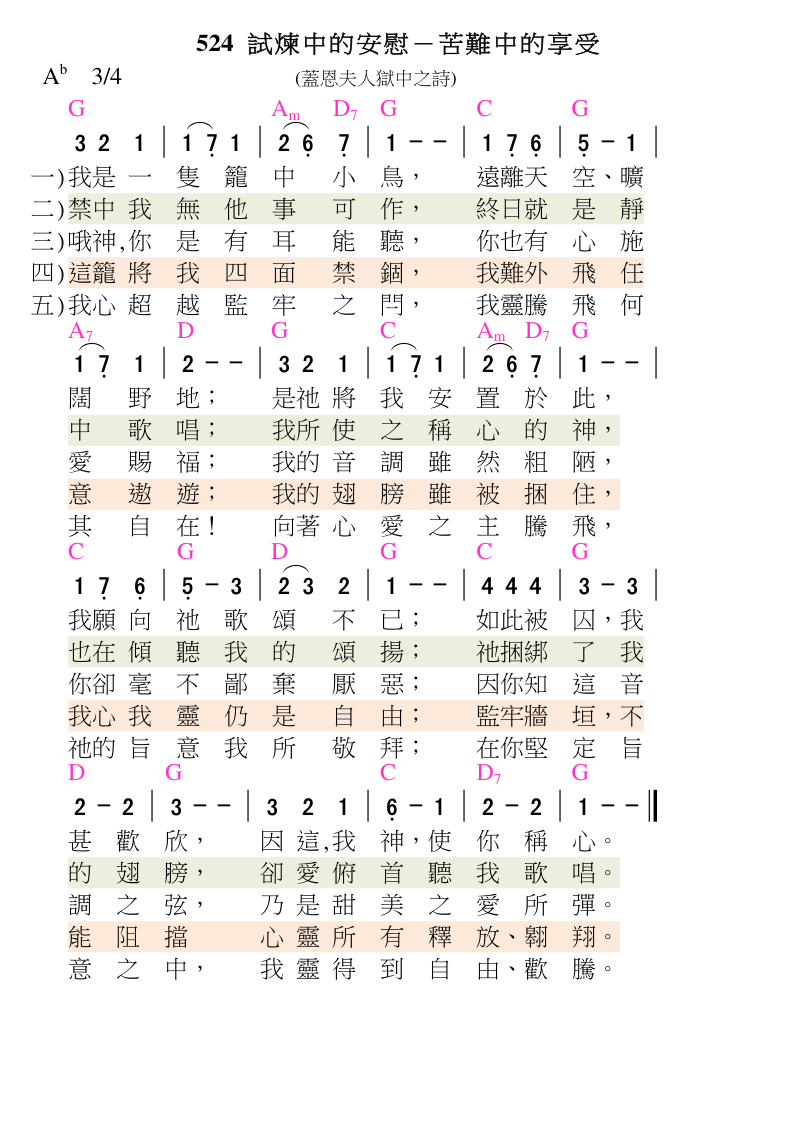 524 試煉中的安慰－苦難中的享受
Ab 3/4 (蓋恩夫人獄中之詩)
G Am D7 G C G
3 2 1 | 1 7 1 | 2 6 7 | 1 – – | 1 7 6 | 5 – 1 |
一)我是 一 隻 籠 中 小 鳥， 遠離天 空、曠
二)禁中 我 無 他 事 可 作， 終日就 是 靜
三)哦神,你 是 有 耳 能 聽， 你也有 心 施
四)這籠 將 我 四 面 禁 錮， 我難外 飛 任
五)我心 超 越 監 牢 之 閂， 我靈騰 飛 何
A7 D G C Am D7 G
1 7 1 | 2 – – | 3 2 1 | 1 7 1 | 2 6 7 | 1 – – |
闊 野 地； 是祂 將 我 安 置 於 此，
中 歌 唱； 我所 使 之 稱 心 的 神，
愛 賜 福； 我的 音 調 雖 然 粗 陋，
意 遨 遊； 我的 翅 膀 雖 被 捆 住，
其 自 在！ 向著 心 愛 之 主 騰 飛，
C G D G C G
1 7 6 | 5 – 3 | 2 3 2 | 1 – – | 4 4 4 | 3 – 3 |
我願 向 祂 歌 頌 不 已； 如此被 囚，我
也在 傾 聽 我 的 頌 揚； 祂捆綁 了 我
你卻 毫 不 鄙 棄 厭 惡； 因你知 這 音
我心 我 靈 仍 是 自 由； 監牢牆 垣，不
祂的 旨 意 我 所 敬 拜； 在你堅 定 旨
D G C D7 G
2 – 2 | 3 – – | 3 2 1 | 6 – 1 | 2 – 2 | 1 – – ‖
甚 歡 欣， 因 這,我 神，使 你 稱 心。
的 翅 膀， 卻 愛 俯 首 聽 我 歌 唱。
調 之 弦， 乃 是 甜 美 之 愛 所 彈。
能 阻 擋 心 靈 所 有 釋 放、翱 翔。
意 之 中， 我 靈 得 到 自 由、歡 騰。